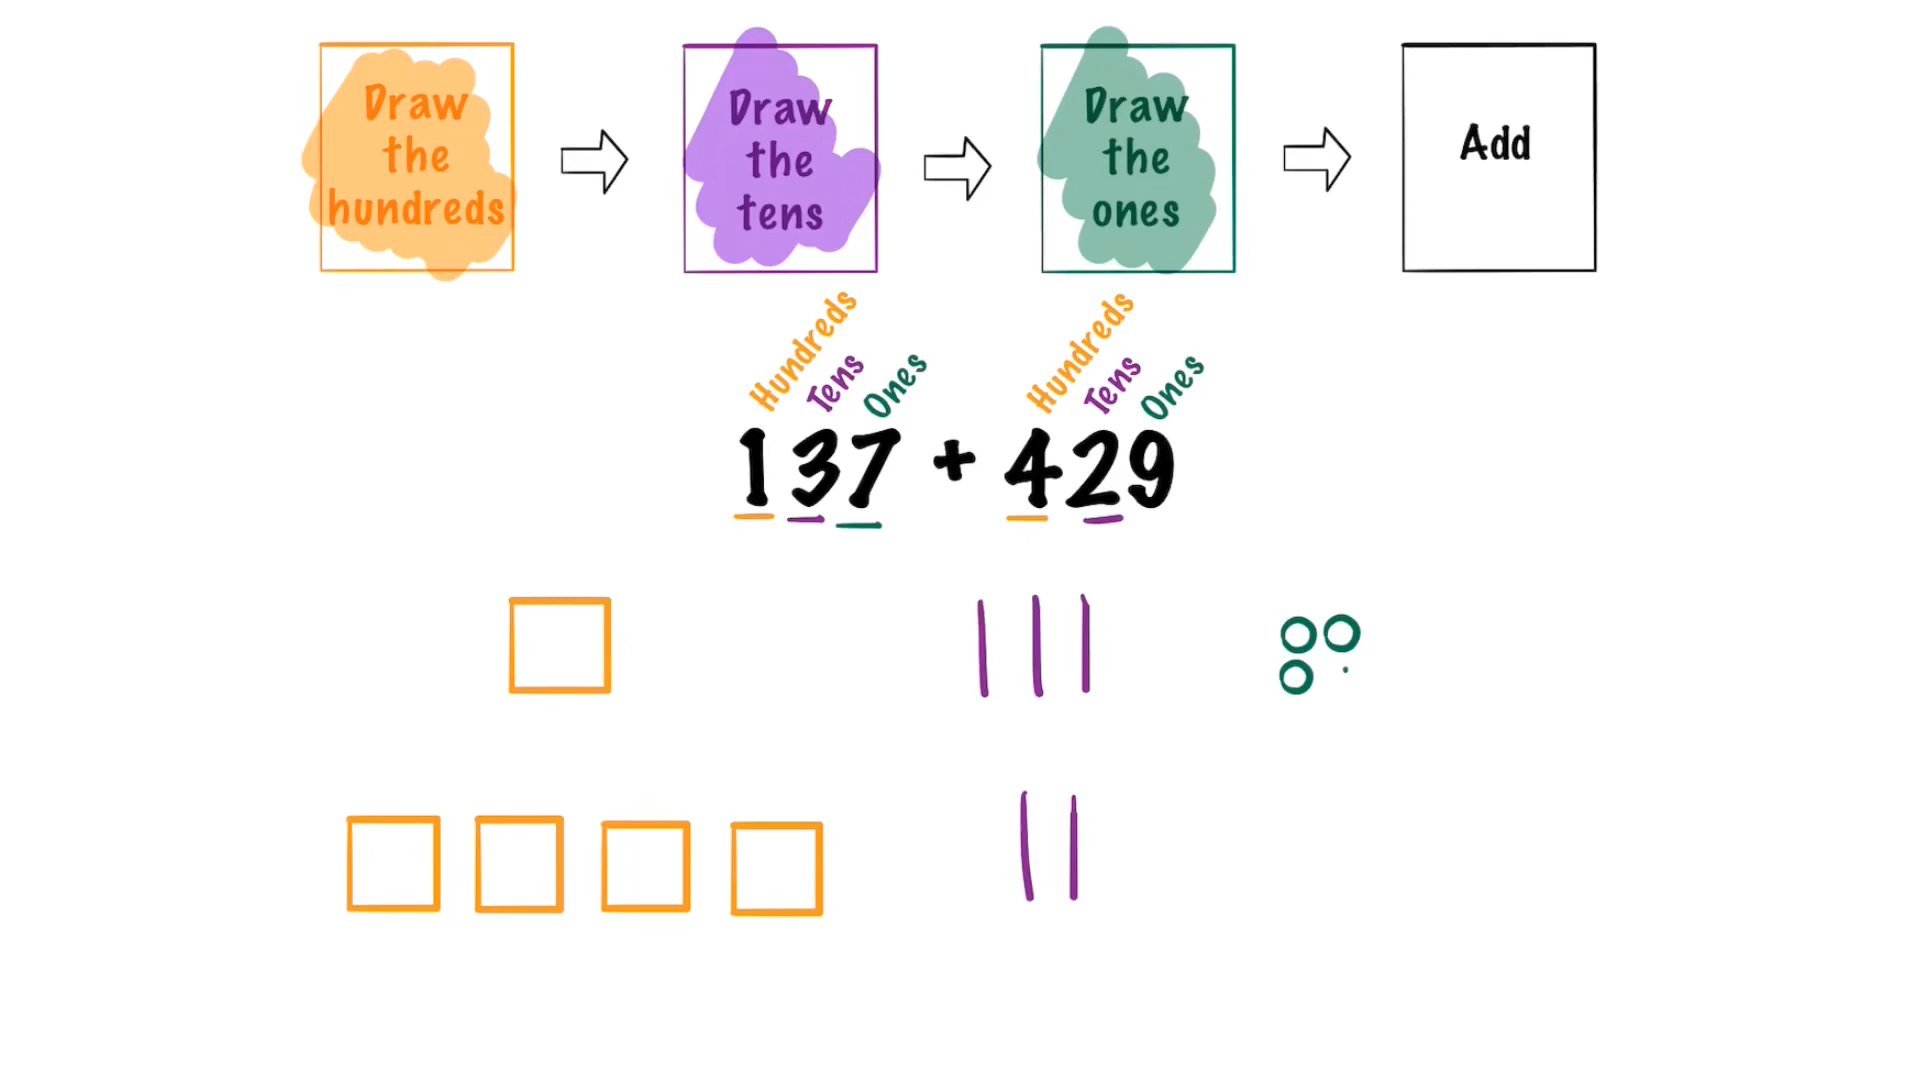 Draw
the
hundreds
Draw
the
tens
Draw
the
ones
Add
Hundreds Tens Ones Hundreds Tens Ones
137 + 429